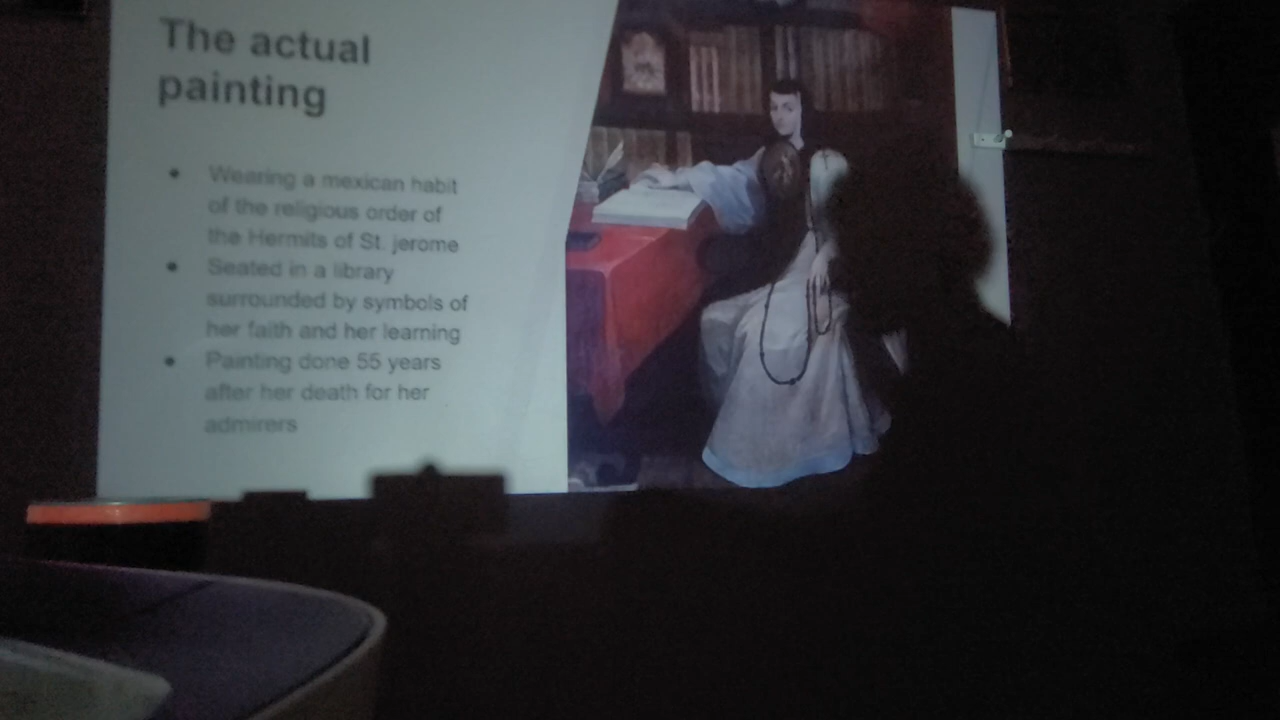 The actual
painting
• Wearing a mexican habit
of the religious order of
the Hermits of St. jerome
• Seated in a library
surrounded by symbols of
her faith and her learning
• Painting done 55 years
after her death for her
admirers